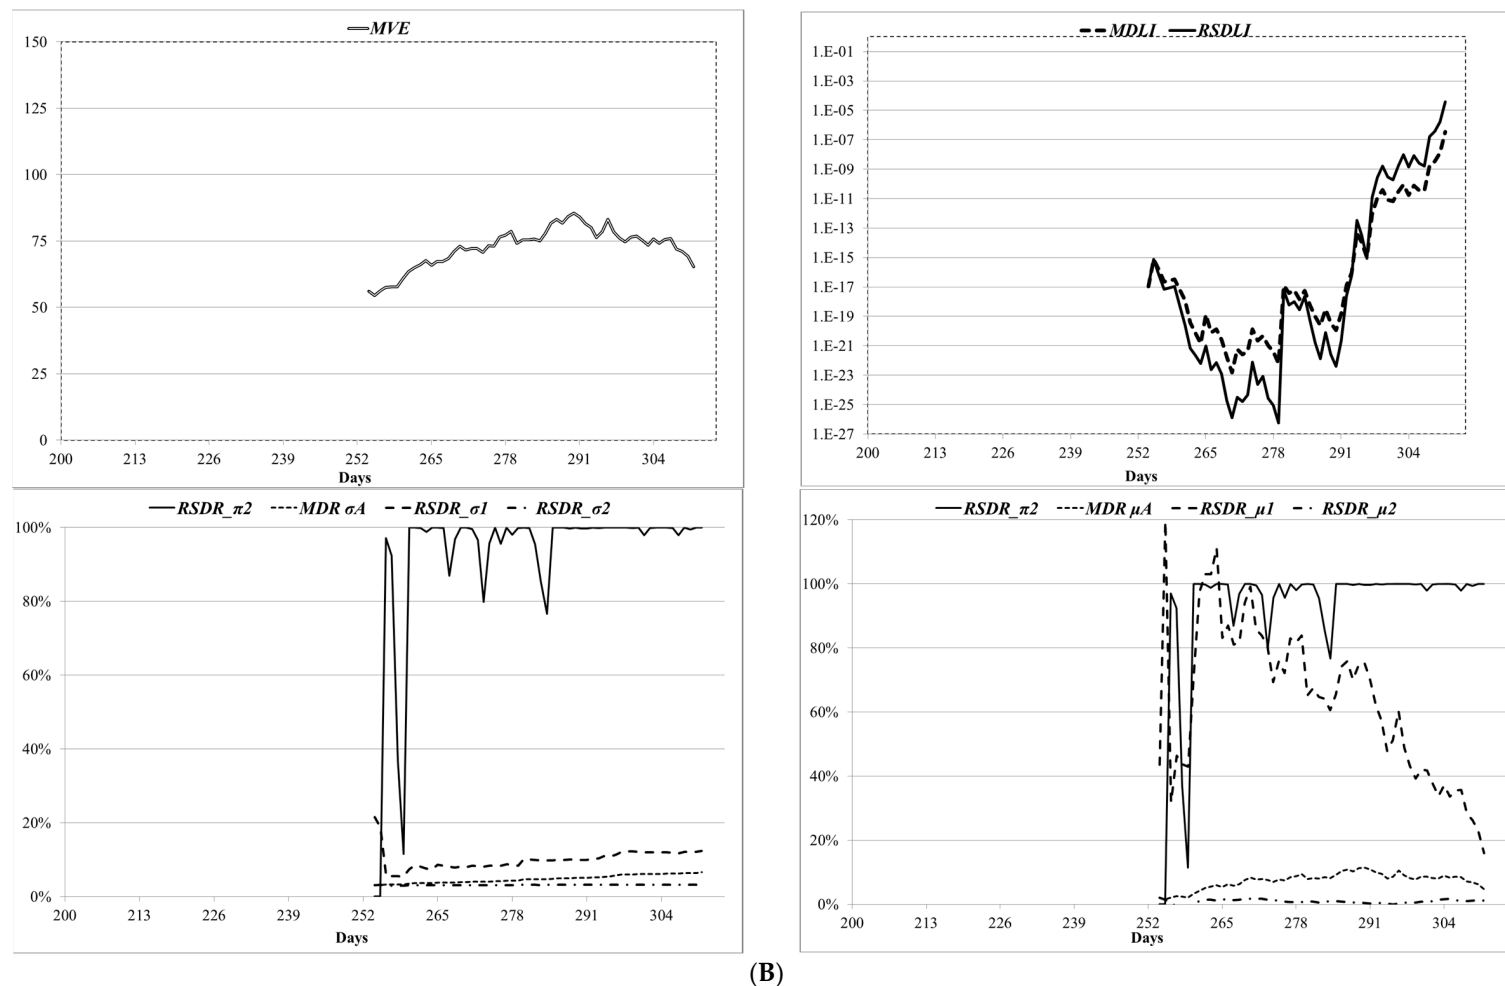 MVE
150
125
100
75
50
25
0
200 213 226 239 252 265 278 291 304
Days
MDLI RSDLI
1.E-01
1.E-03
1.E-05
1.E-07
1.E-09
1.E-11
1.E-13
1.E-15
1.E-17
1.E-19
1.E-21
1.E-23
1.E-25
1.E-27
200 213 226 239 252 265 278 291 304
Days
RSDR_π2 MDR σA RSDR_σ1 RSDR_σ2
100%
80%
60%
40%
20%
0%
200 213 226 239 252 265 278 291 304
Days
RSDR_π2 MDR μA RSDR_μ1 RSDR_μ2
120%
100%
80%
60%
40%
20%
0%
200 213 226 239 252 265 278 291 304
Days
(B)